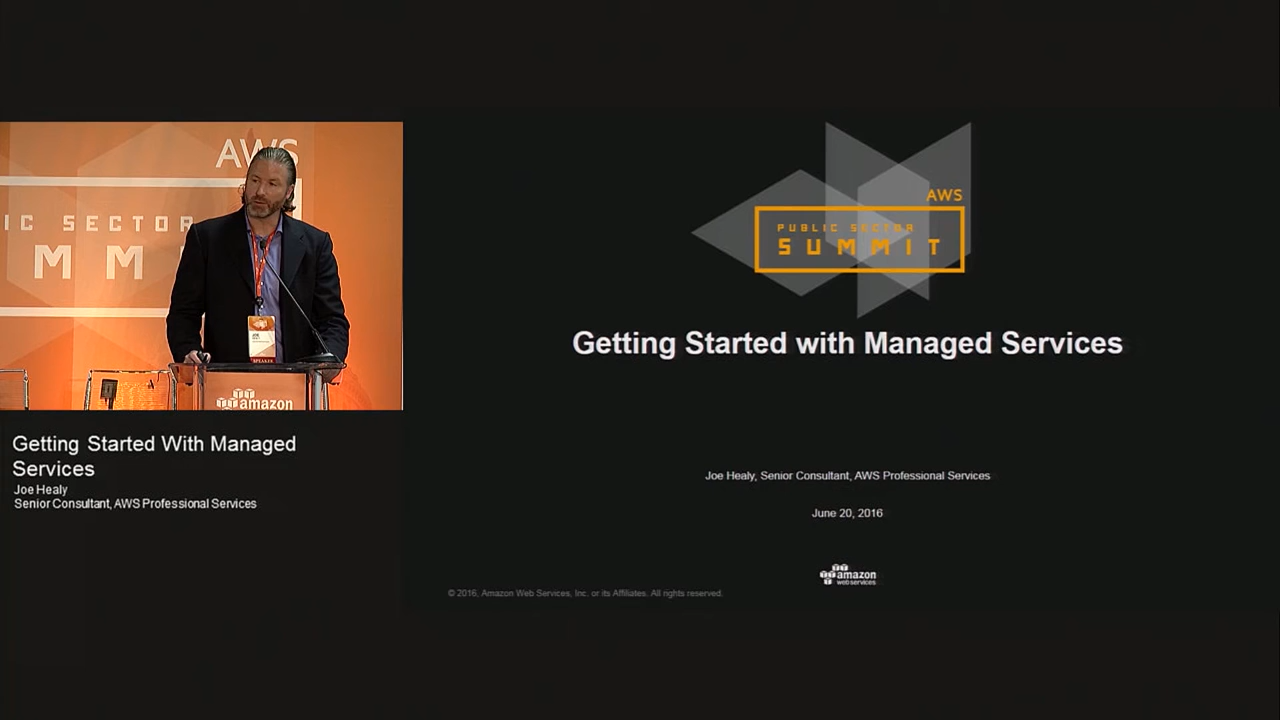 AWS
IC SECTOR
MM
JOE
SPEAKER
amazon
Getting Started With Managed
Services
Joe Healy
Senior Consultant, AWS Professional Services
AWS
PUBLIC SECTOR
SUMMIT
Getting Started with Managed Services
Joe Healy, Senior Consultant, AWS Professional Services
June 20, 2016
amazon
web services
© 2016, Amazon Web Services, Inc. or its Affiliates. All rights reserved.